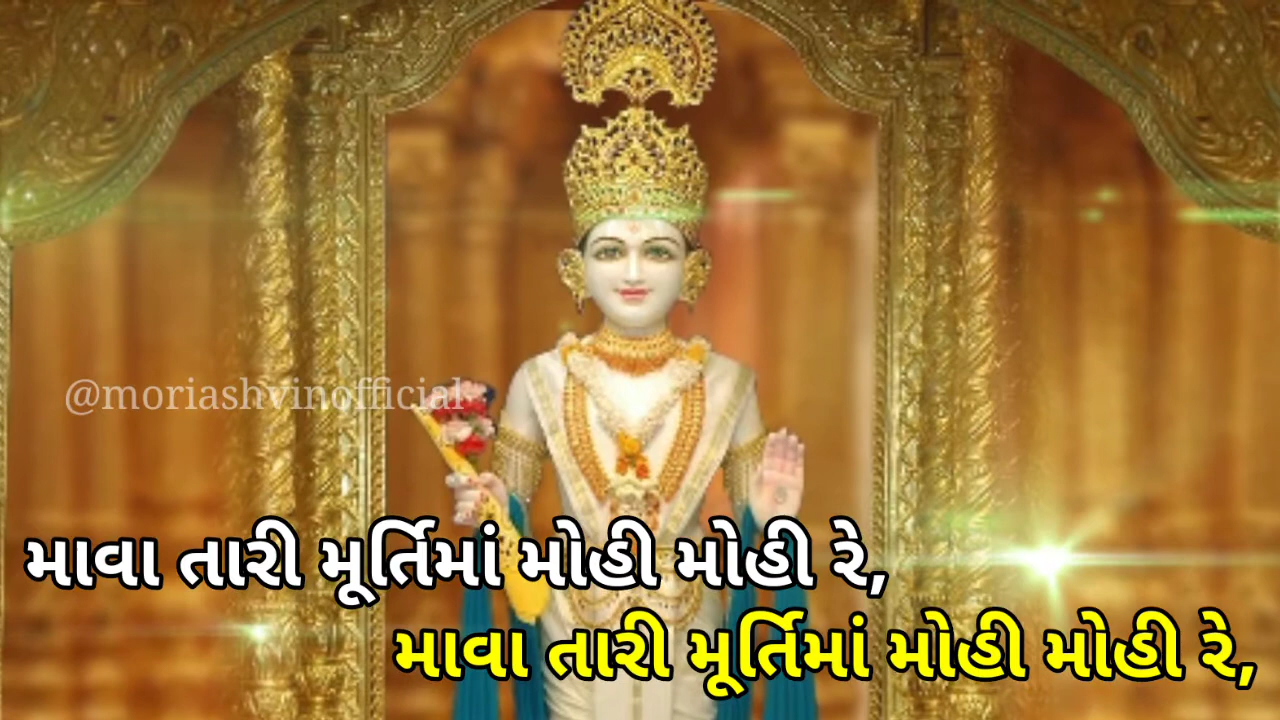 @moriashvinofficial
માવા તારી મૂર્તિમાં મોહી મોહી રે,
માવા તારી મૂર્તિમાં મોહી મોહી રે,